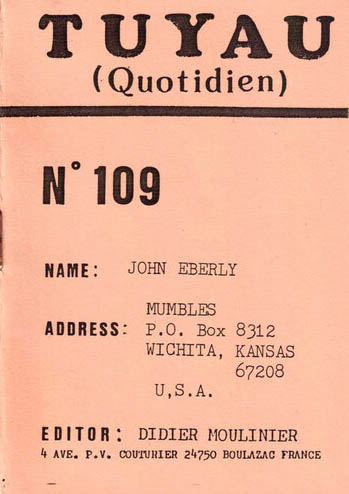 TUYAU
(Quotidien)
N° 109
NAME: JOHN EBERLY
MUMBLES
ADDRESS: P.O. Box 8312
WICHITA, KANSAS
67208
U,S.A.
EDITOR: DIDIER MOULINIER
4 AVE. P.V. COUTURIER 24750 BOULAZAC FRANCE